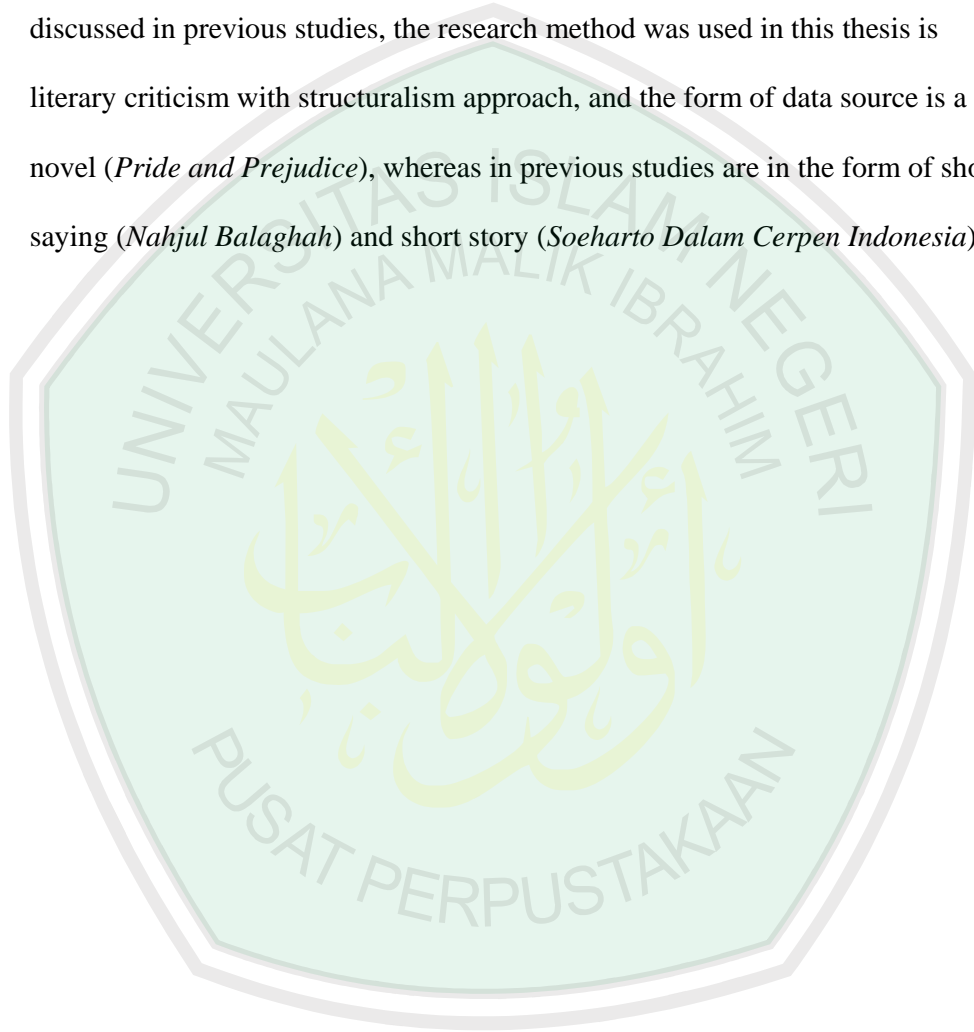 discussed in previous studies, the research method was used in this thesis is
literary criticism with structuralism approach, and the form of data source is a
novel (Pride and Prejudice), whereas in previous studies are in the form of sho
saying (Nahjul Balaghah) and short story (Soeharto Dalam Cerpen Indonesia)
UNIVERSITAS ISLAM NEGERI
MAULANA MALIK IBRAHIM
أولوا الألباب
PUSAT PERPUSTAKAAN